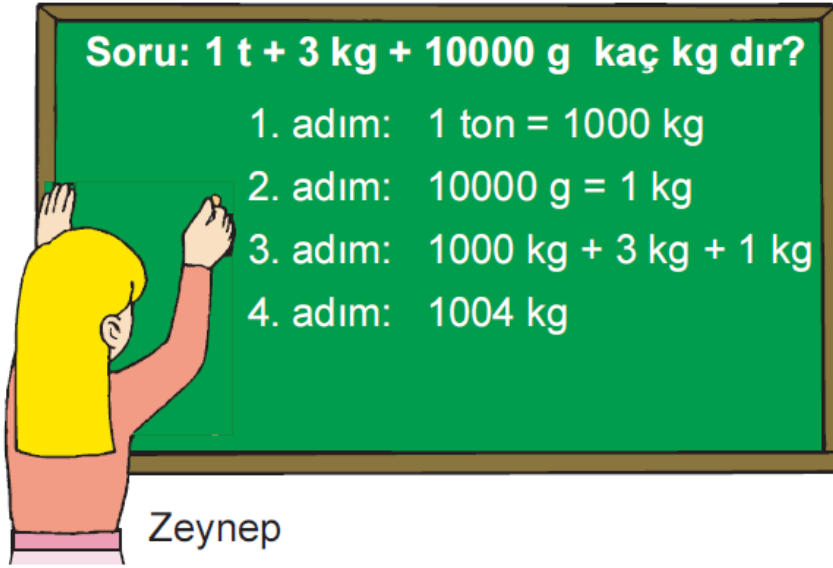 Soru: 1 t + 3 kg + 10000 g kaç kg dır?
1. adım: 1 ton = 1000 kg
2. adım: 10000 g = 1 kg
3. adım: 1000 kg + 3 kg + 1 kg
4. adım: 1004 kg
Zeynep